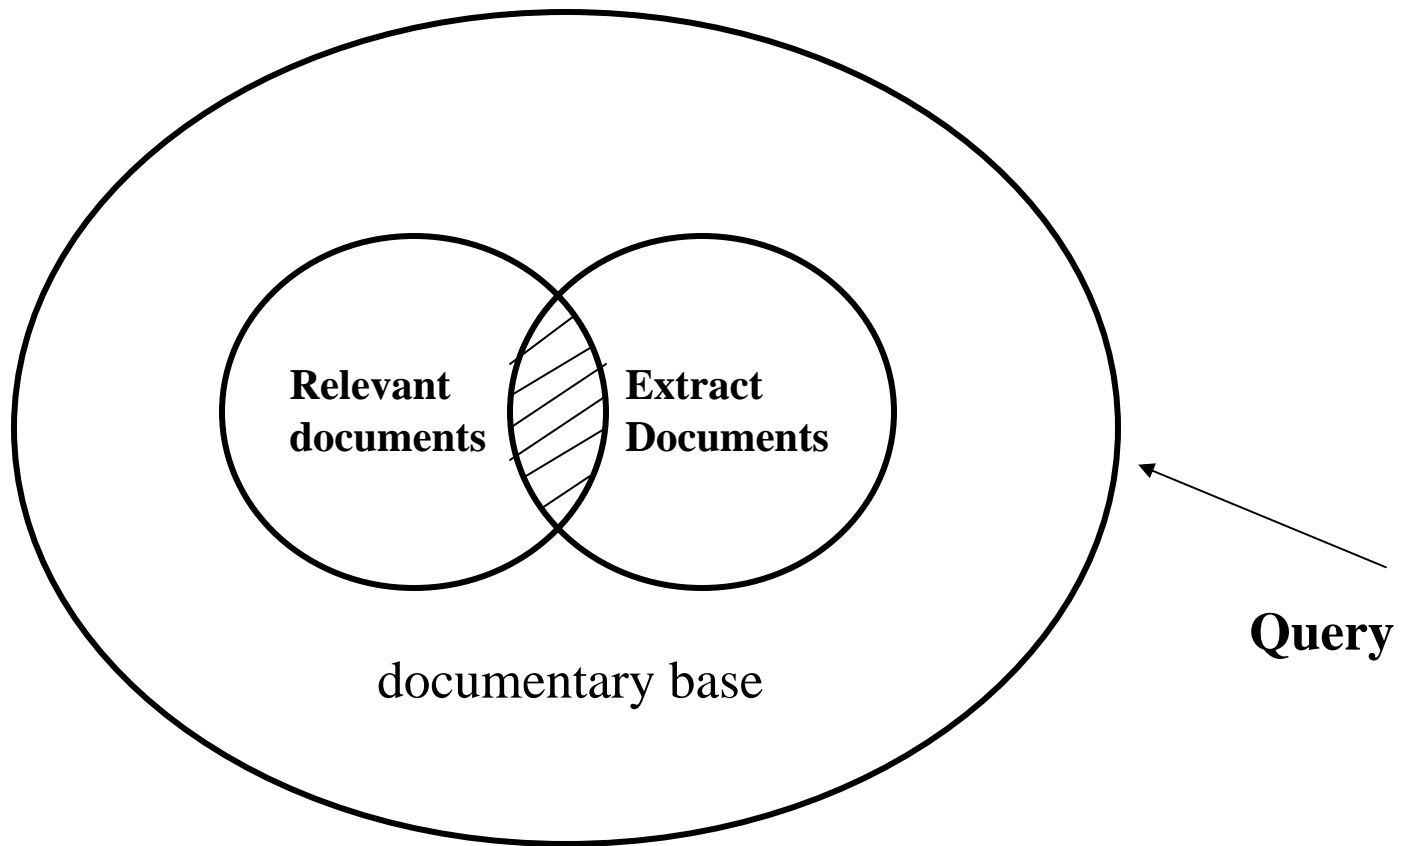 Relevant
documents
Extract
Documents
Query
documentary base